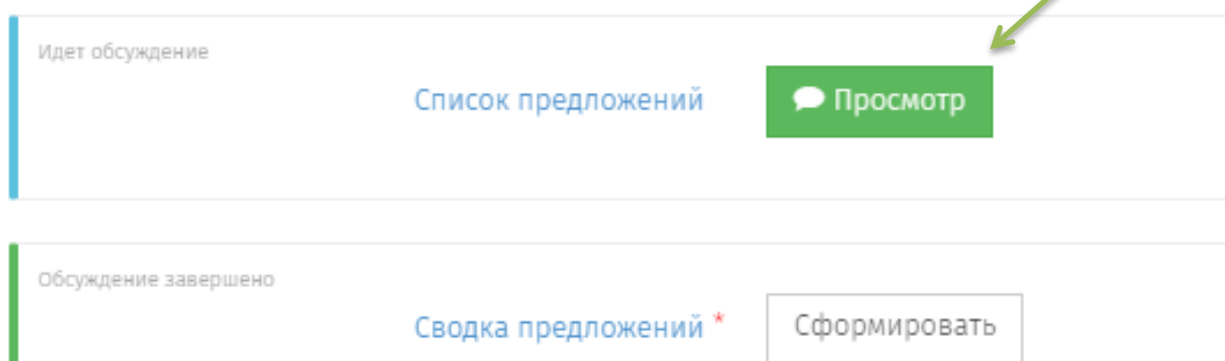 Идет обсуждение
Список предложений Просмотр
Обсуждение завершено
Сводка предложений * Сформировать